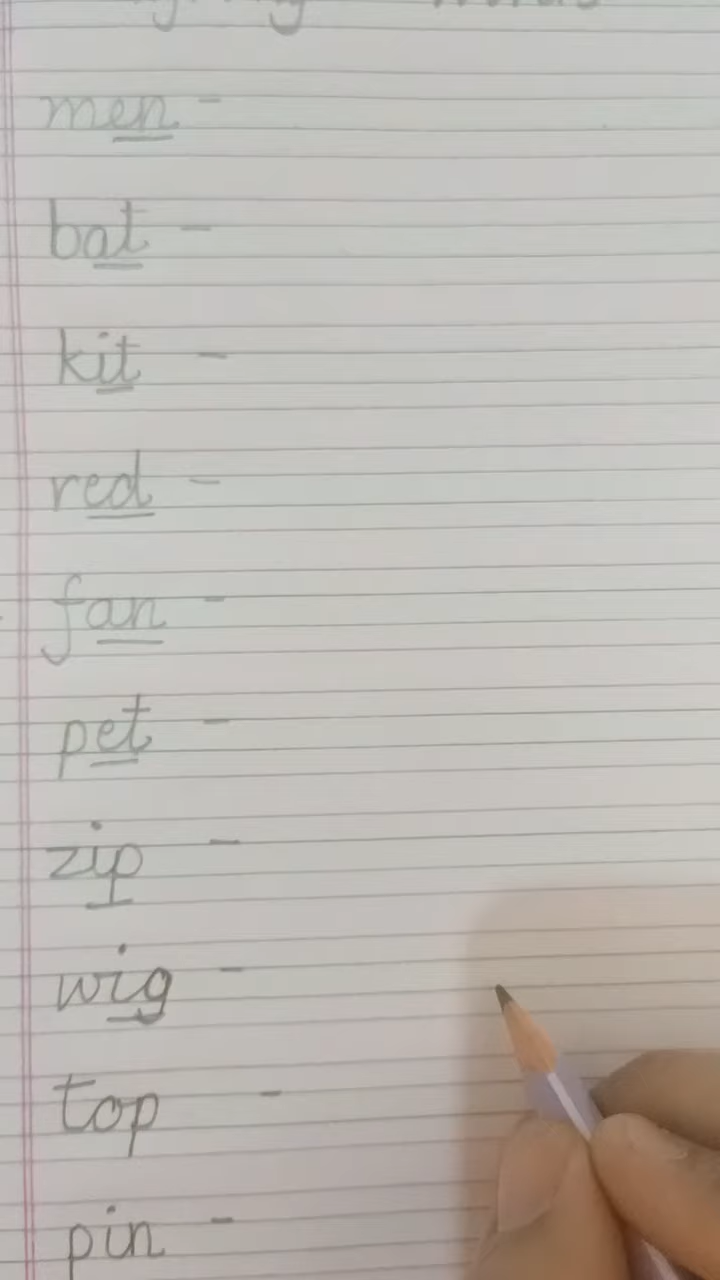 men -
bat -
kit -
red -
fan -
pet -
zip -
wig -
top -
pin -